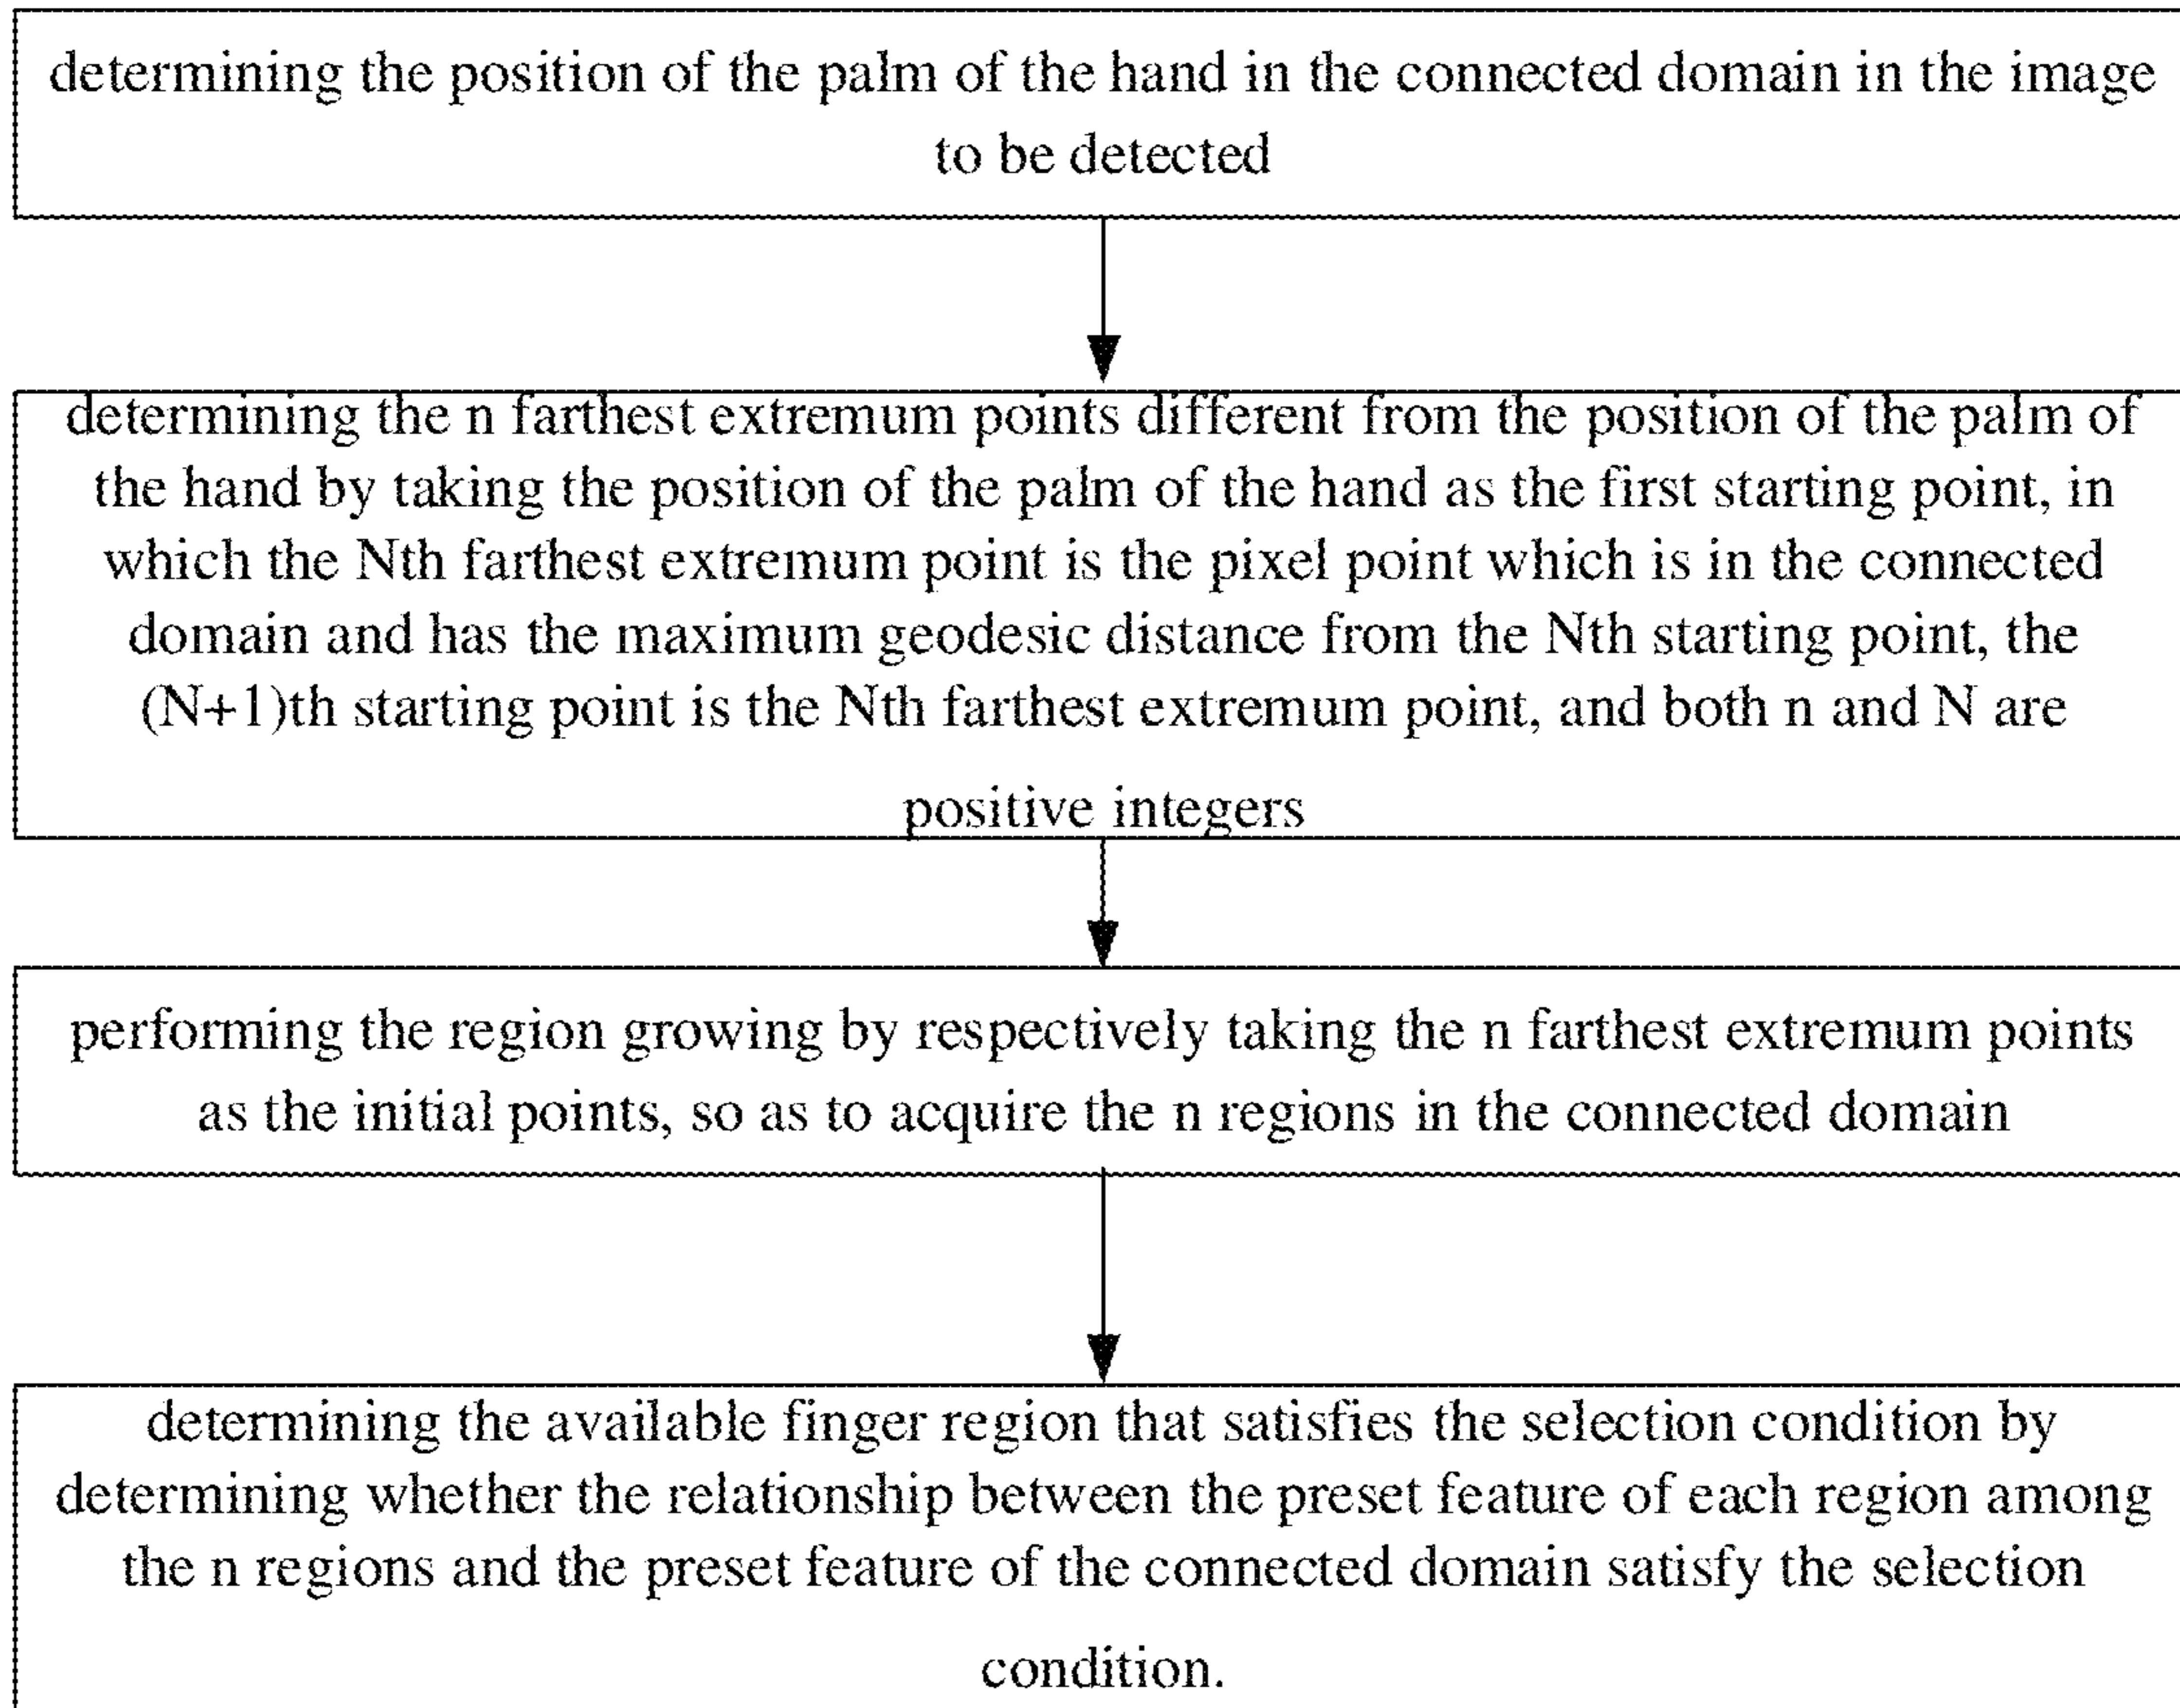 determining the position of the palm of the hand in the connected domain in the image
to be detected
determining the n farthest extremum points different from the position of the palm of
the hand by taking the position of the palm of the hand as the first starting point, in
which the Nth farthest extremum point is the pixel point which is in the connected
domain and has the maximum geodesic distance from the Nth starting point, the
(N+1)th starting point is the Nth farthest extremum point, and both n and N are
positive integers
performing the region growing by respectively taking the n farthest extremum points
as the initial points, so as to acquire the n regions in the connected domain
determining the available finger region that satisfies the selection condition by
determining whether the relationship between the preset feature of each region among
the n regions and the preset feature of the connected domain satisfy the selection
condition.